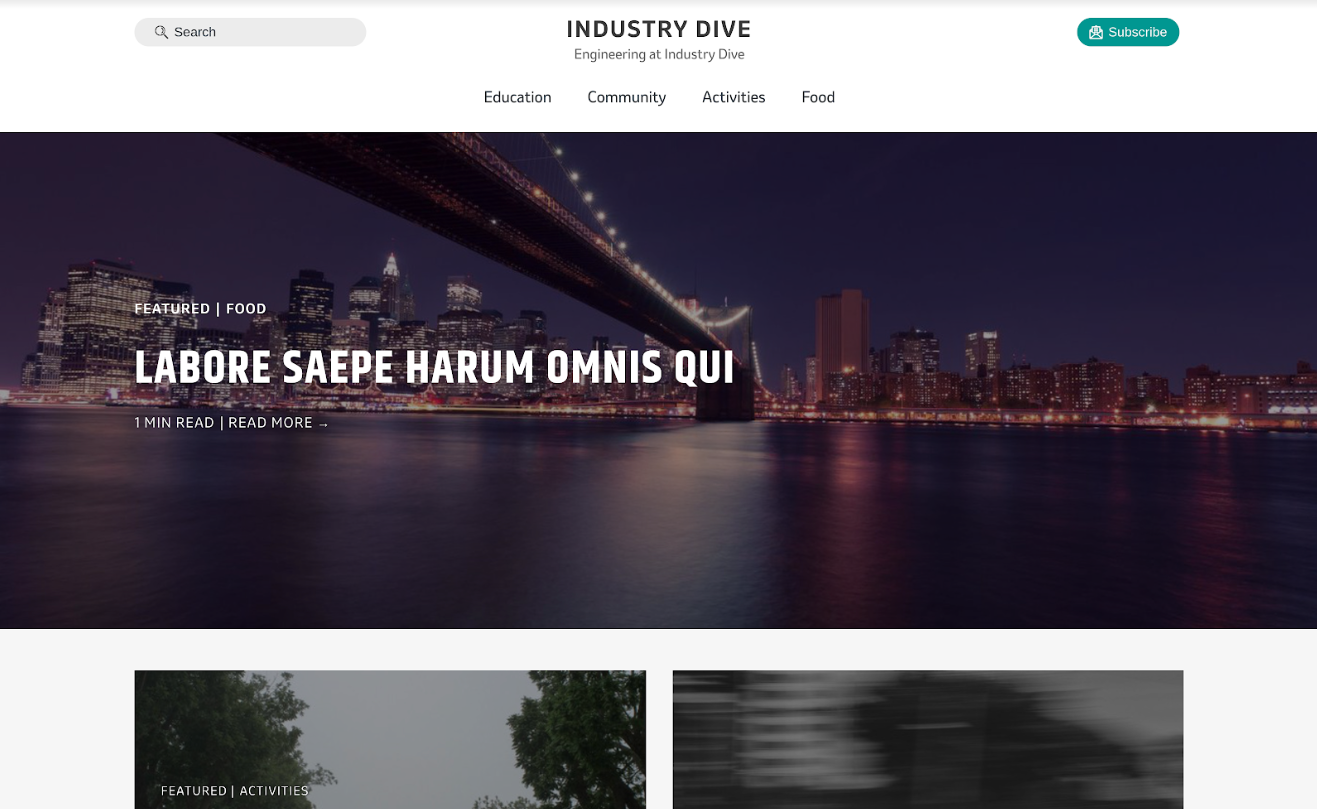 Search
INDUSTRY DIVE
Subscribe
Engineering at Industry Dive
Education Community Activities Food
FEATURED | FOOD
LABORE SAEPE HARUM OMNIS QUI
1 MIN READ | READ MORE →
FEATURED | ACTIVITIES